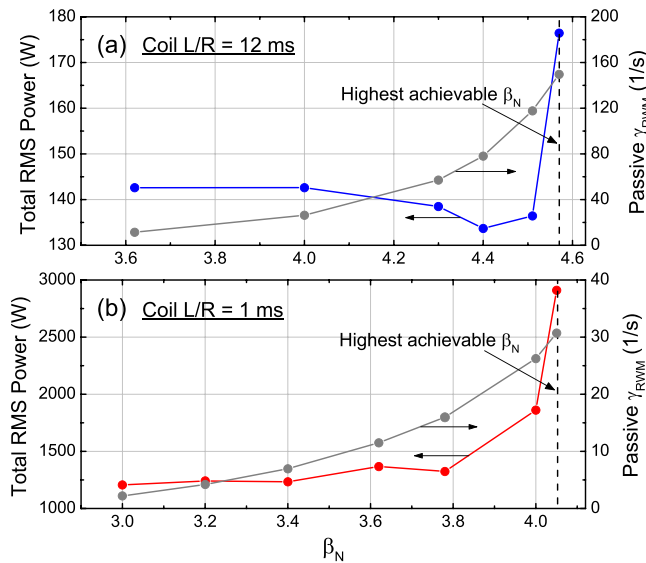 (a) Coil L/R = 12 ms
Total RMS Power (W)
180
170
160
150
140
130
Highest achievable βN
Passive γRWM (1/s)
200
160
120
80
40
0
3.6 3.8 4.0 4.2 4.4 4.6
(b) Coil L/R = 1 ms
Total RMS Power (W)
3000
2500
2000
1500
1000
Highest achievable βN
Passive γRWM (1/s)
40
30
20
10
0
3.0 3.2 3.4 3.6 3.8 4.0
βN